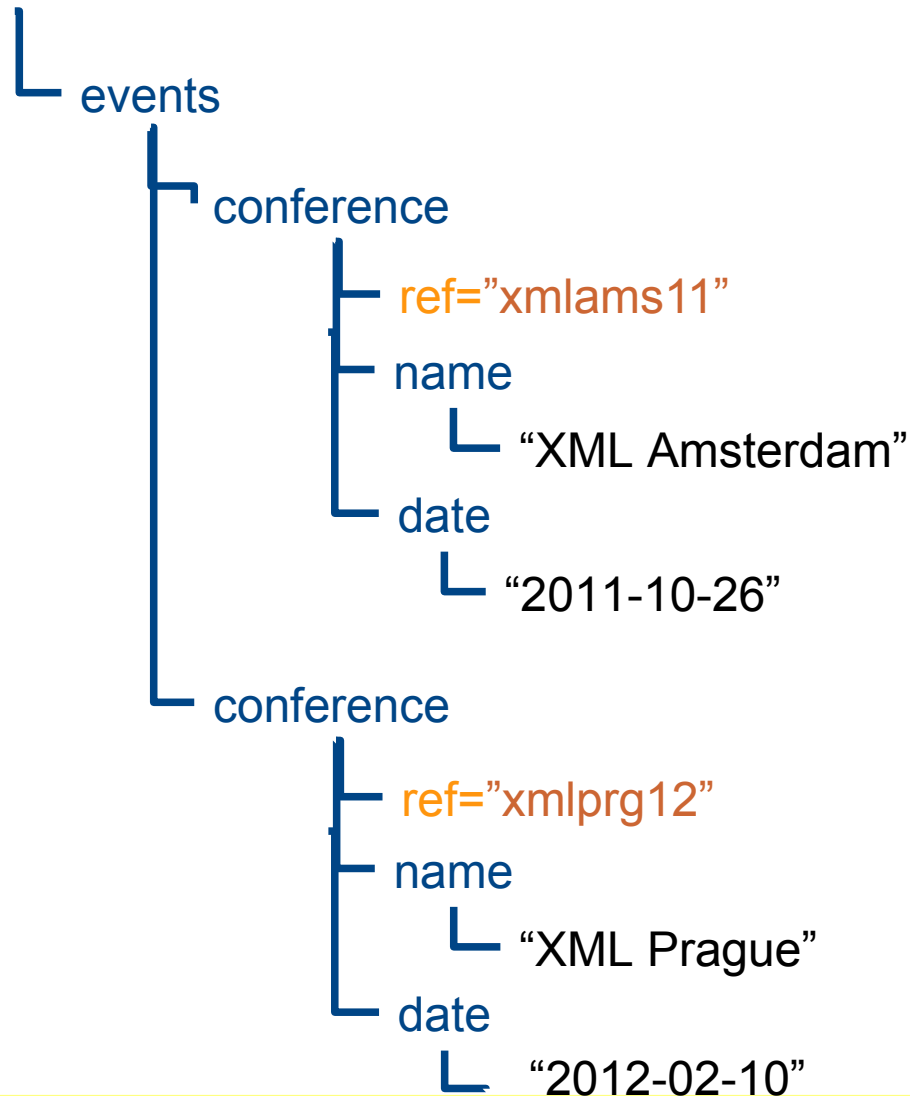 events
conference
ref=”xmlams11”
name
“XML Amsterdam”
date
“2011-10-26”
conference
ref=”xmlprg12”
name
“XML Prague”
date
“2012-02-10”